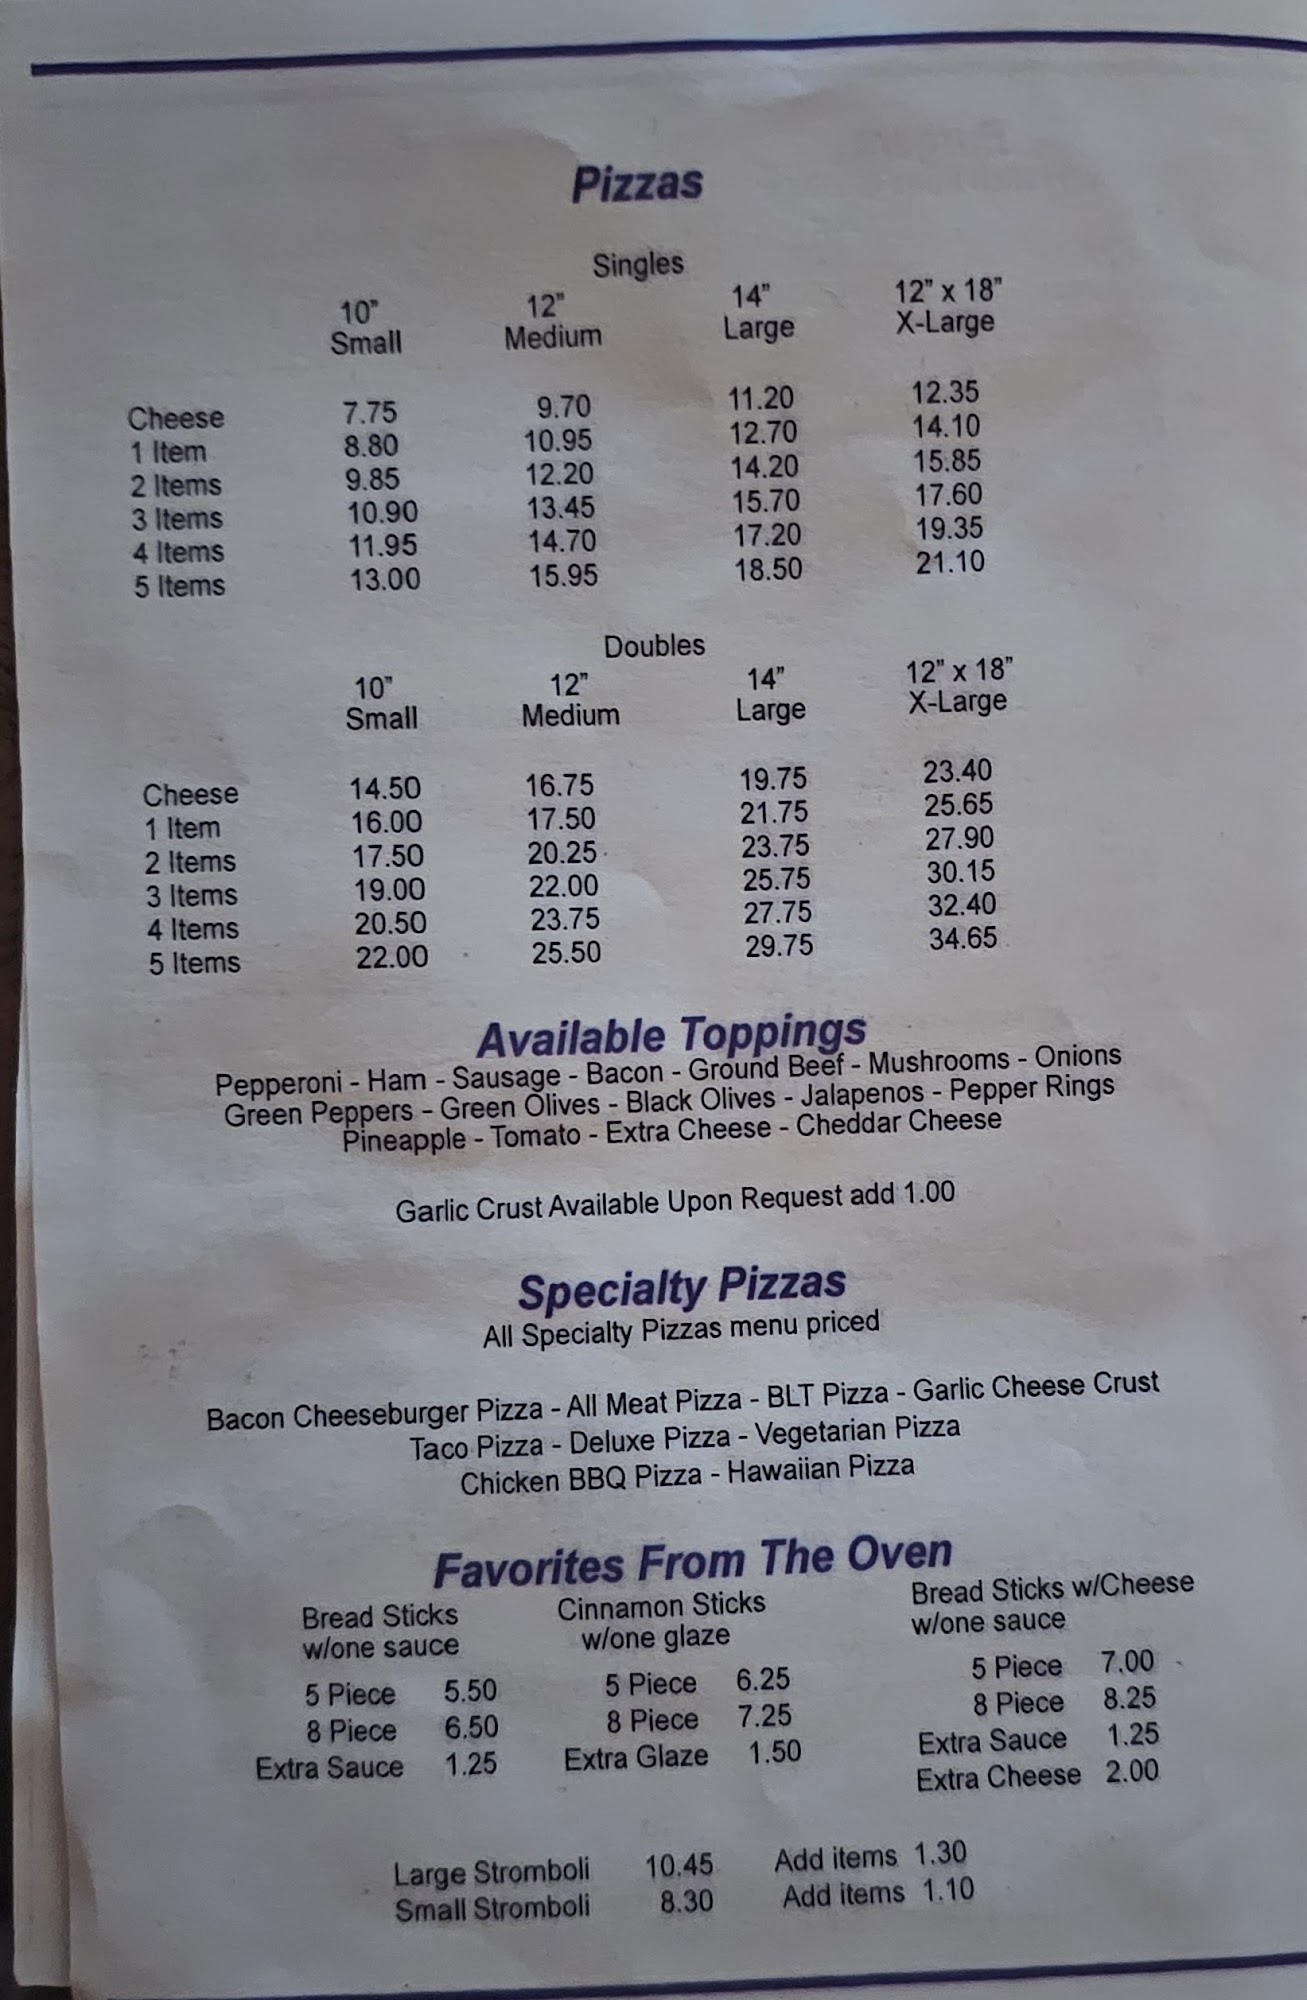 Pizzas
Singles
10" 12" 14" 12" x 18"
Small Medium Large X-Large
Cheese 7.75 9.70 11.20 12.35
1 Item 8.80 10.95 12.70 14.10
2 Items 9.85 12.20 14.20 15.85
3 Items 10.90 13.45 15.70 17.60
4 Items 11.95 14.70 17.20 19.35
5 Items 13.00 15.95 18.50 21.10
Doubles
10" 12" 14" 12" x 18"
Small Medium Large X-Large
Cheese 14.50 16.75 19.75 23.40
1 Item 16.00 17.50 21.75 25.65
2 Items 17.50 20.25 23.75 27.90
3 Items 19.00 22.00 25.75 30.15
4 Items 20.50 23.75 27.75 32.40
5 Items 22.00 25.50 29.75 34.65
Available Toppings
Pepperoni - Ham - Sausage - Bacon - Ground Beef - Mushrooms - Onions
Green Peppers - Green Olives - Black Olives - Jalapenos - Pepper Rings
Pineapple - Tomato - Extra Cheese - Cheddar Cheese
Garlic Crust Available Upon Request add 1.00
Specialty Pizzas
All Specialty Pizzas menu priced
Bacon Cheeseburger Pizza - All Meat Pizza - BLT Pizza - Garlic Cheese Crust
Taco Pizza - Deluxe Pizza - Vegetarian Pizza
Chicken BBQ Pizza - Hawaiian Pizza
Favorites From The Oven
Bread Sticks Cinnamon Sticks Bread Sticks w/Cheese
w/one sauce w/one glaze w/one sauce
5 Piece 5.50 5 Piece 6.25 5 Piece 7.00
8 Piece 6.50 8 Piece 7.25 8 Piece 8.25
Extra Sauce 1.25 Extra Glaze 1.50 Extra Sauce 1.25
Extra Cheese 2.00
Large Stromboli 10.45 Add items 1.30
Small Stromboli 8.30 Add items 1.10